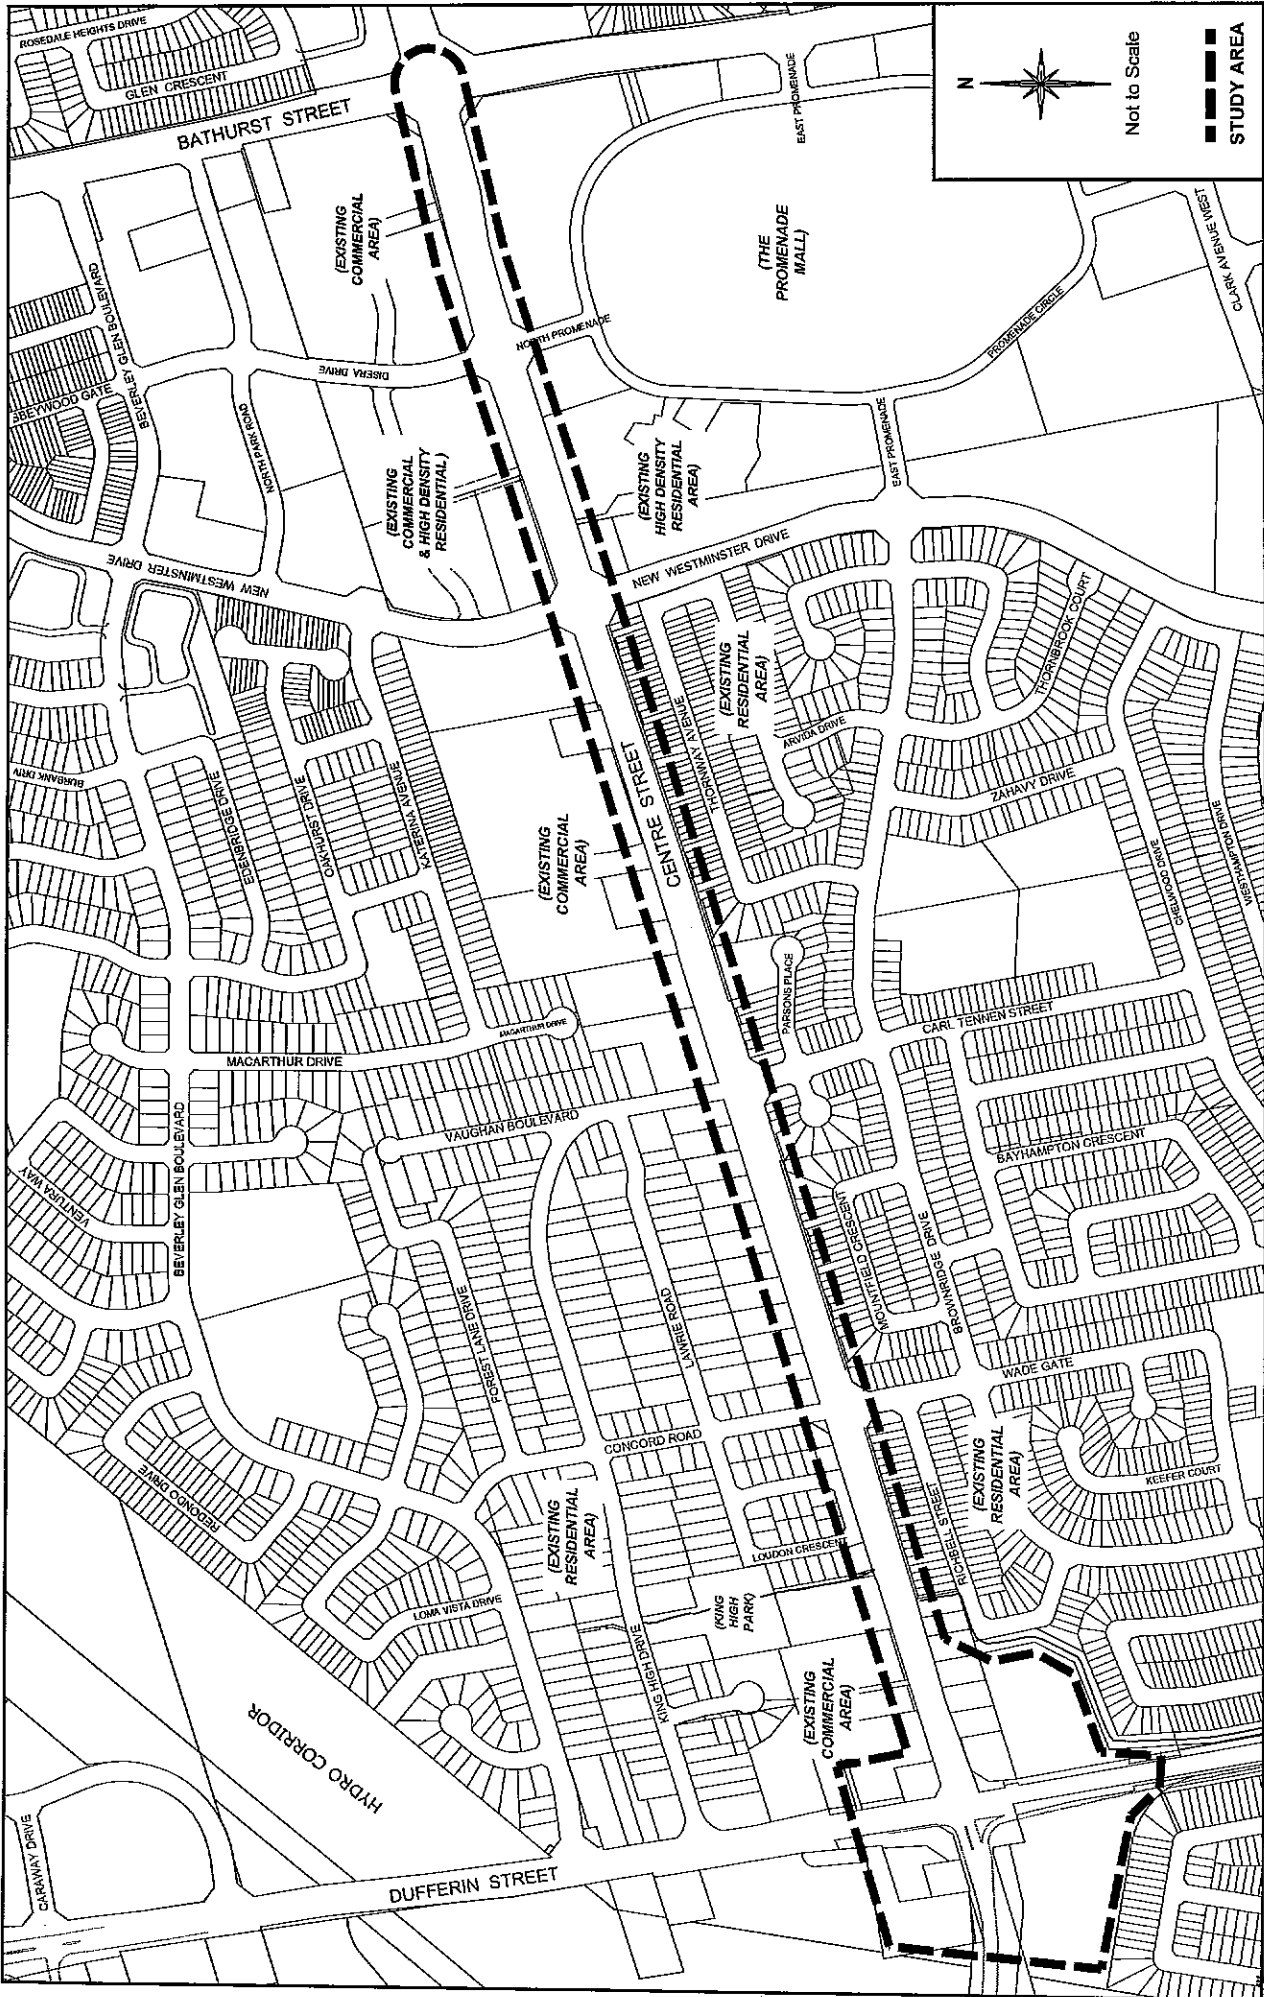 ROSEDALE HEIGHTS DRIVE
GLEN CRESCENT
BATHURST STREET
(EXISTING
COMMERCIAL
AREA)
BEVERLEY GLEN BOULEVARD
NORTH PARK ROAD
DISERA DRIVE
(EXISTING
COMMERCIAL
& HIGH DENSITY
RESIDENTIAL)
NEW WESTMINSTER DRIVE
NORTH PROMENADE
EAST PROMENADE
(THE
PROMENADE
MALL)
PROMENADE CIRCLE
CLARK AVENUE WEST
EAST PROMENADE
(EXISTING
HIGH DENSITY
RESIDENTIAL
AREA)
NEW WESTMINSTER DRIVE
N
Not to Scale
STUDY AREA
BURBANK DRIV
EDENBRIDGE DRIVE
OAKHURST DRIVE
KATERINA AVENUE
(EXISTING
COMMERCIAL
AREA)
CENTRE STREET
THORNWAY AVENUE
(EXISTING
RESIDENTIAL
AREA)
ARVIDA DRIVE
THORNBROOK COURT
ZAHAVY DRIVE
CHELWOOD DRIVE
WESTHAMPTON DRIVE
MACARTHUR DRIVE
MACARTHUR DRIVE
PARSONS PLACE
CARL TENNEN STREET
VENTURA WAY
BEVERLEY GLEN BOULEVARD
VAUGHAN BOULEVARD
BAYHAMPTON CRESCENT
MOUNTFIELD CRESCENT
BROWNRIDGE DRIVE
FOREST LANE DRIVE
LAWRIE ROAD
WADE GATE
CONCORD ROAD
REDONDO DRIVE
(EXISTING
RESIDENTIAL
AREA)
(EXISTING
RESIDENTIAL
AREA)
KEEFER COURT
RICHBELL STREET
LOUDON CRESCENT
LOMA VISTA DRIVE
(KING
HIGH
PARK)
KING HIGH DRIVE
(EXISTING
COMMERCIAL
AREA)
HYDRO CORRIDOR
CARAWAY DRIVE
DUFFERIN STREET